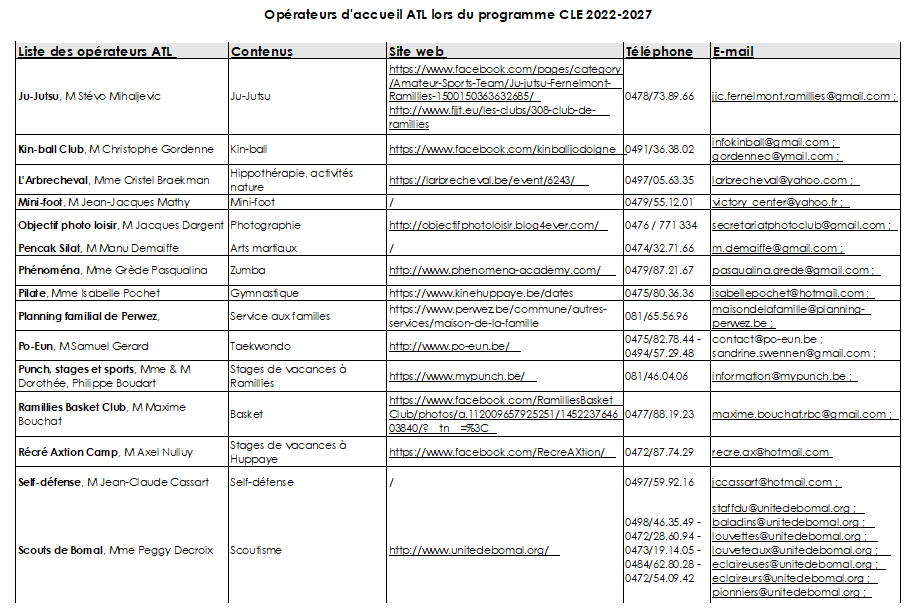 Opérateurs d'accueil ATL lors du programme CLE 2022-2027
Liste des opérateurs ATL Contenus Site web Téléphone E-mail
Ju-Jutsu, M Stévo Mihaljevic Ju-Jutsu https://www.facebook.com/pages/category
/Amateur-Sports-Team/Ju-jutsu-Fernelmont-
Ramillies-1500150363632685/
http://www.fjjt.eu/les-clubs/308-club-de-
ramillies 0478/73.89.66 jjc.fernelmont.ramillies@gmail.com ;
Kin-ball Club, M Christophe Gordenne Kin-ball https://www.facebook.com/kinballjodoigne 0491/36.38.02 infokinball@gmail.com ;
gordennec@ymail.com ;
L'Arbrecheval, Mme Cristel Braekman Hippothérapie, activités
nature https://larbrecheval.be/event/6243/ 0497/05.63.35 larbrecheval@yahoo.com ;
Mini-foot, M Jean-Jacques Mathy Mini-foot / 0479/55.12.01 victory_center@yahoo.fr ;
Objectif photo loisir, M Jacques Dargent Photographie http://objectifphotoloisir.blog4ever.com/ 0476 / 771 334 secretariatphotoclub@gmail.com ;
Pencak Silat, M Manu Demaiffe Arts martiaux / 0474/32.71.66 m.demaiffe@gmail.com ;
Phénoména, Mme Grède Pasqualina Zumba http://www.phenomena-academy.com/ 0479/87.21.67 pasqualina.grede@gmail.com ;
Pilate, Mme Isabelle Pochet Gymnastique https://www.kinehuppaye.be/dates 0475/80.36.36 isabellepochet@hotmail.com ;
Planning familial de Perwez, Service aux familles https://www.perwez.be/commune/autres-
services/maison-de-la-famille 081/65.56.96 maisondelafamille@planning-
perwez.be ;
Po-Eun, M Samuel Gerard Taekwondo http://www.po-eun.be/ 0475/82.78.44 -
0494/57.29.48 contact@po-eun.be ;
sandrine.swennen@gmail.com ;
Punch, stages et sports, Mme & M
Dorothée, Philippe Boudart Stages de vacances à
Ramillies https://www.mypunch.be/ 081/46.04.06 information@mypunch.be ;
Ramillies Basket Club, M Maxime
Bouchat Basket https://www.facebook.com/RamilliesBasket
Club/photos/a.112009657925251/1452237646
03840/?__tn__=%3C 0477/88.19.23 maxime.bouchat.rbc@gmail.com ;
Récré Axtion Camp, M Axel Nulluy Stages de vacances à
Huppaye https://www.facebook.com/RecreAXtion/ 0472/87.74.29 recre.ax@hotmail.com
Self-défense, M Jean-Claude Cassart Self-défense / 0497/59.92.16 jccassart@hotmail.com ;
Scouts de Bomal, Mme Peggy Decroix Scoutisme http://www.unitedebomal.org/ 0498/46.35.49 -
0472/28.60.94 -
0473/19.14.05 -
0484/62.80.28 -
0472/54.09.42 staffdu@unitedebomal.org ;
baladins@unitedebomal.org ;
louvettes@unitedebomal.org ;
louveteaux@unitedebomal.org ;
eclaireuses@unitedebomal.org ;
eclaireurs@unitedebomal.org ;
pionniers@unitedebomal.org ;